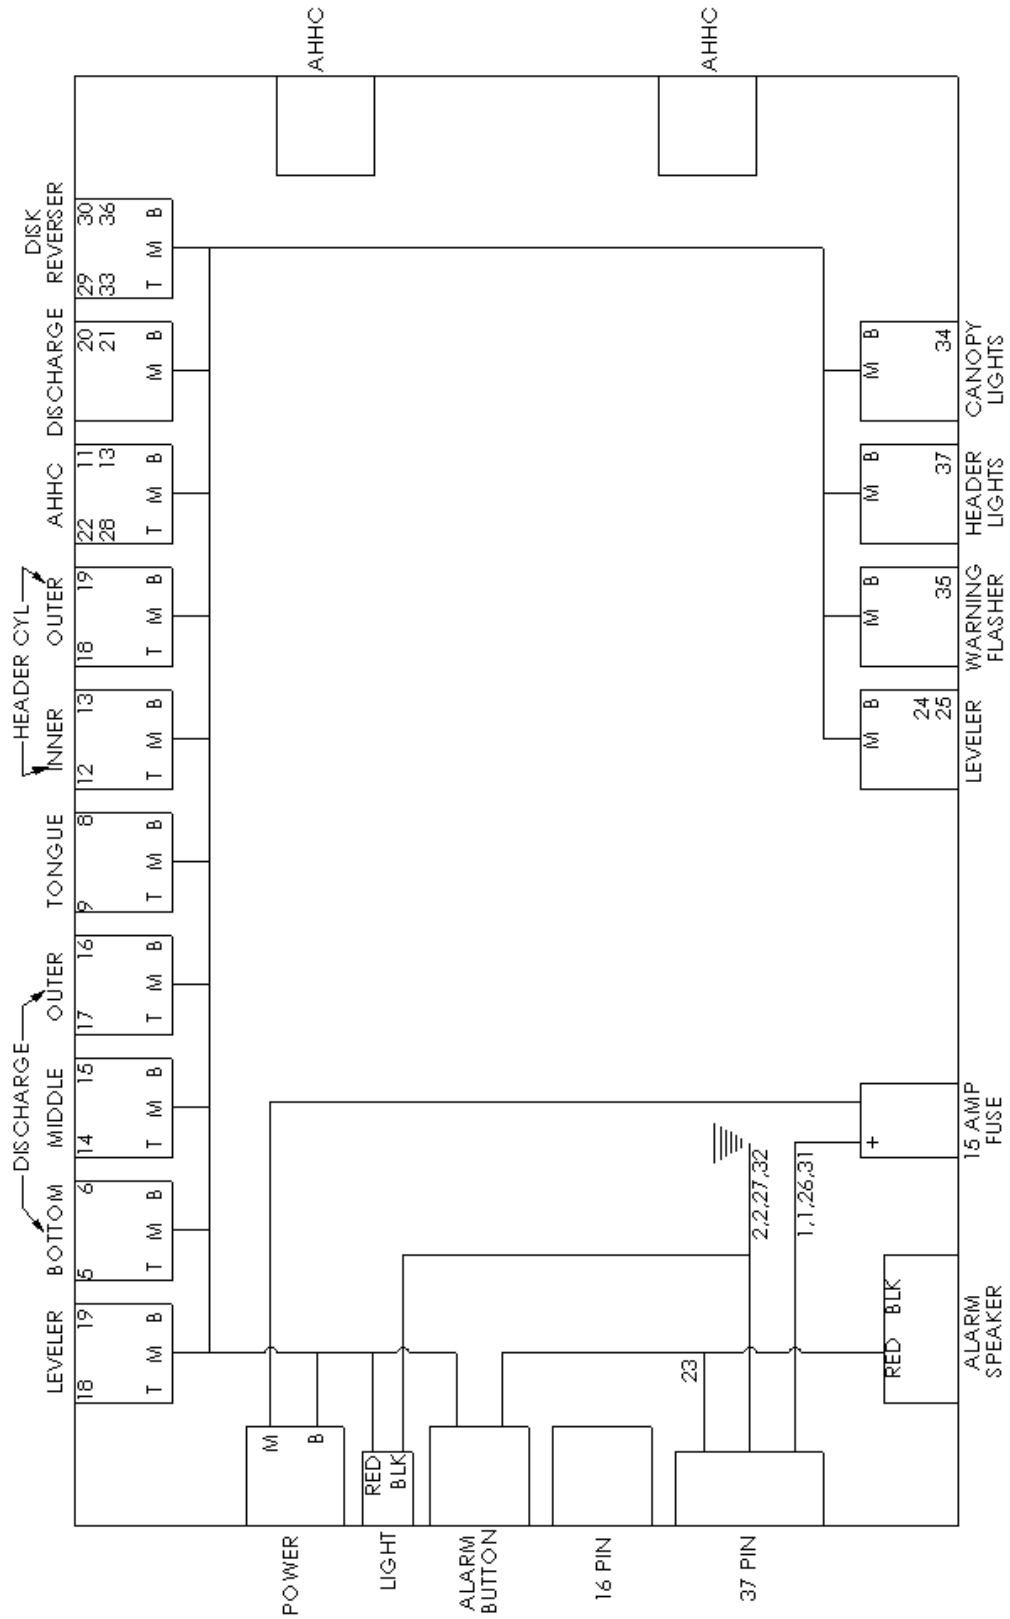 HEADER CYL
DISCHARGE
LEVELER
18 19
T M B
BOTTOM
5 6
T M B
MIDDLE
14 15
T M B
OUTER
17 16
T M B
TONGUE
9 8
T M B
INNER
12 13
T M B
OUTER
18 19
T M B
AHHC
22 11
28 13
T M B
DISCHARGE
20
21
M B
DISK
REVERSER
29 30
33 36
T M B
AHHC
AHHC
POWER
M
B
LIGHT
RED
BLK
ALARM
BUTTON
16 PIN
37 PIN
23
2,2,27,32
1,1,26,31
RED BLK
ALARM
SPEAKER
+
15 AMP
FUSE
M B
24
25
LEVELER
M B
35
WARNING
FLASHER
M B
37
HEADER
LIGHTS
M B
34
CANOPY
LIGHTS